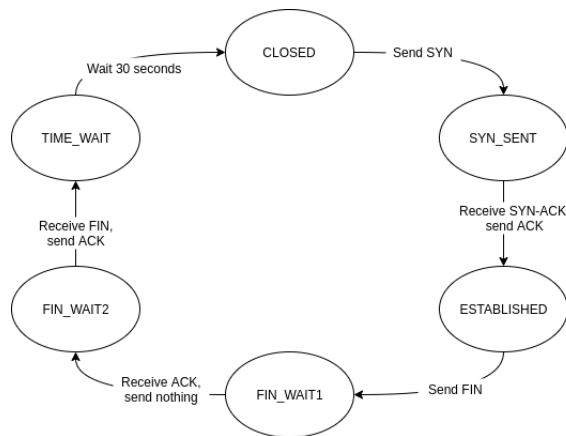 CLOSED
Send SYN
Wait 30 seconds
TIME_WAIT
SYN_SENT
Receive SYN-ACK
send ACK
Receive FIN,
send ACK
FIN_WAIT2
ESTABLISHED
Receive ACK,
send nothing
FIN_WAIT1
Send FIN